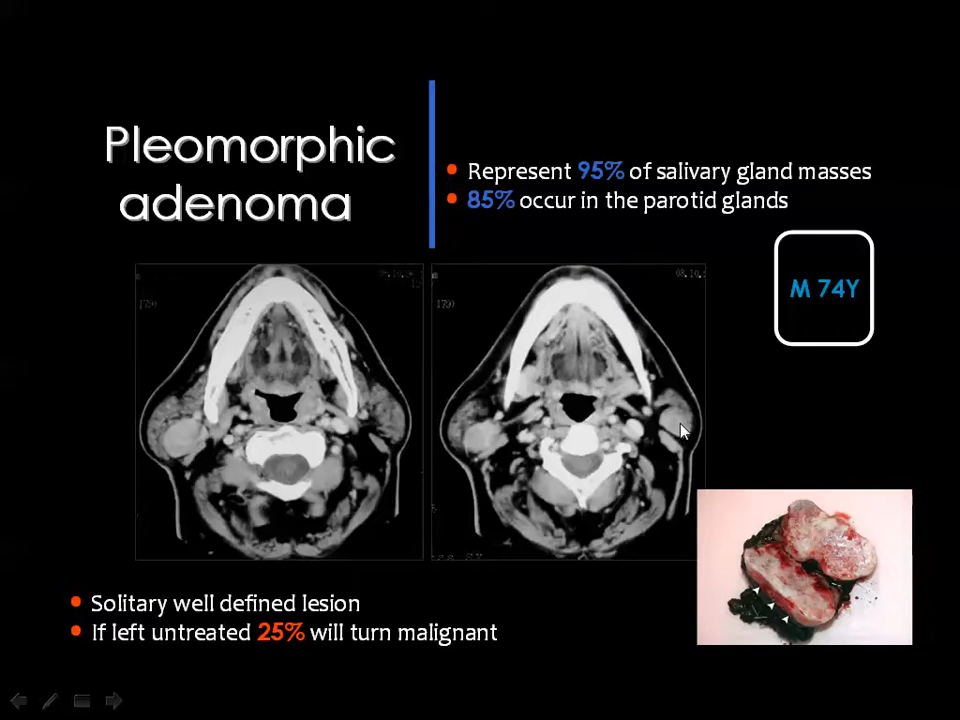 Pleomorphic
adenoma
Represent 95% of salivary gland masses
85% occur in the parotid glands
M 74Y
Solitary well defined lesion
If left untreated 25% will turn malignant